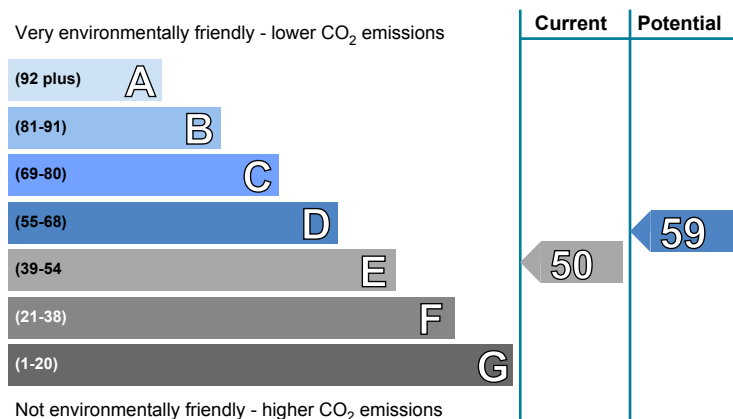 Very environmentally friendly - lower CO₂ emissions
Current
Potential
(92 plus) A
(81-91) B
(69-80) C
(55-68) D
(39-54 E
(21-38) F
(1-20) G
50
59
Not environmentally friendly - higher CO₂ emissions